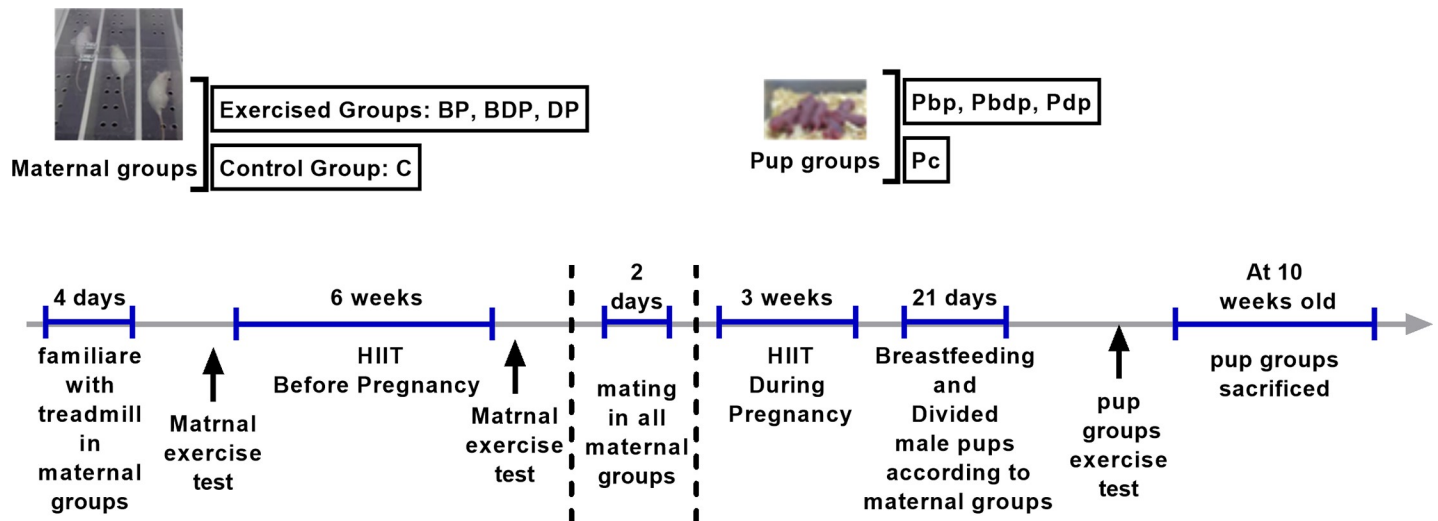 Maternal groups
Exercised Groups: BP, BDP, DP
Control Group: C
Pup groups
Pbp, Pbdp, Pdp
Pc
4 days
familiare
with
treadmill
in
maternal
groups
Matrnal
exercise
test
6 weeks
HIIT
Before Pregnancy
Matrnal
exercise
test
2
days
mating
in all
maternal
groups
3 weeks
HIIT
During
Pregnancy
21 days
Breastfeeding
and
Divided
male pups
according to
maternal groups
pup
groups
exercise
test
At 10
weeks old
pup groups
sacrificed